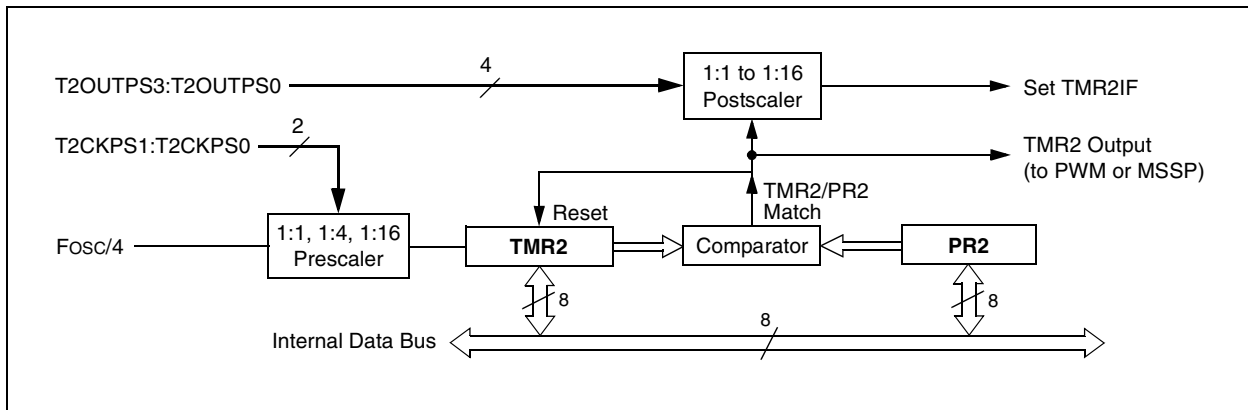 T2OUTPS3:T2OUTPS0
4
1:1 to 1:16
Postscaler
Set TMR2IF
T2CKPS1:T2CKPS0
2
TMR2 Output
(to PWM or MSSP)
Reset
TMR2/PR2
Match
FOSC/4
1:1, 1:4, 1:16
Prescaler
TMR2
Comparator
PR2
8
8
Internal Data Bus
8